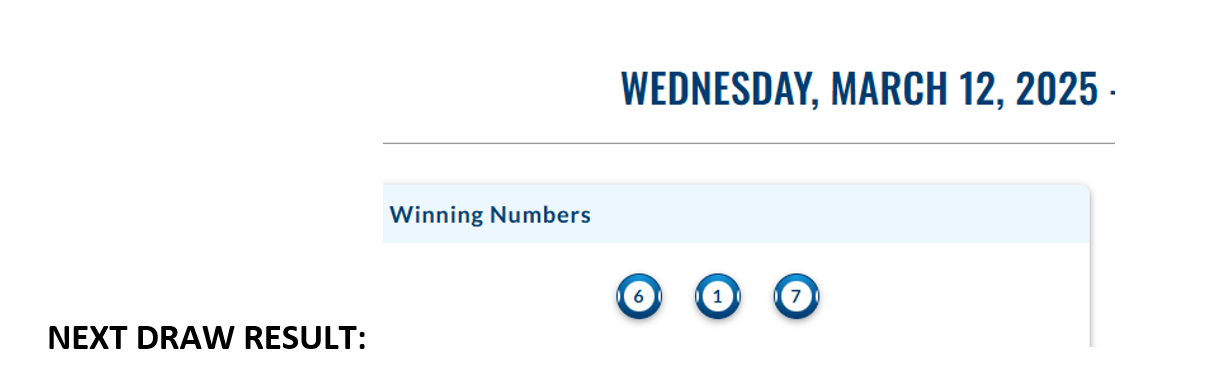 WEDNESDAY, MARCH 12, 2025 -
Winning Numbers
6 1 7
NEXT DRAW RESULT: